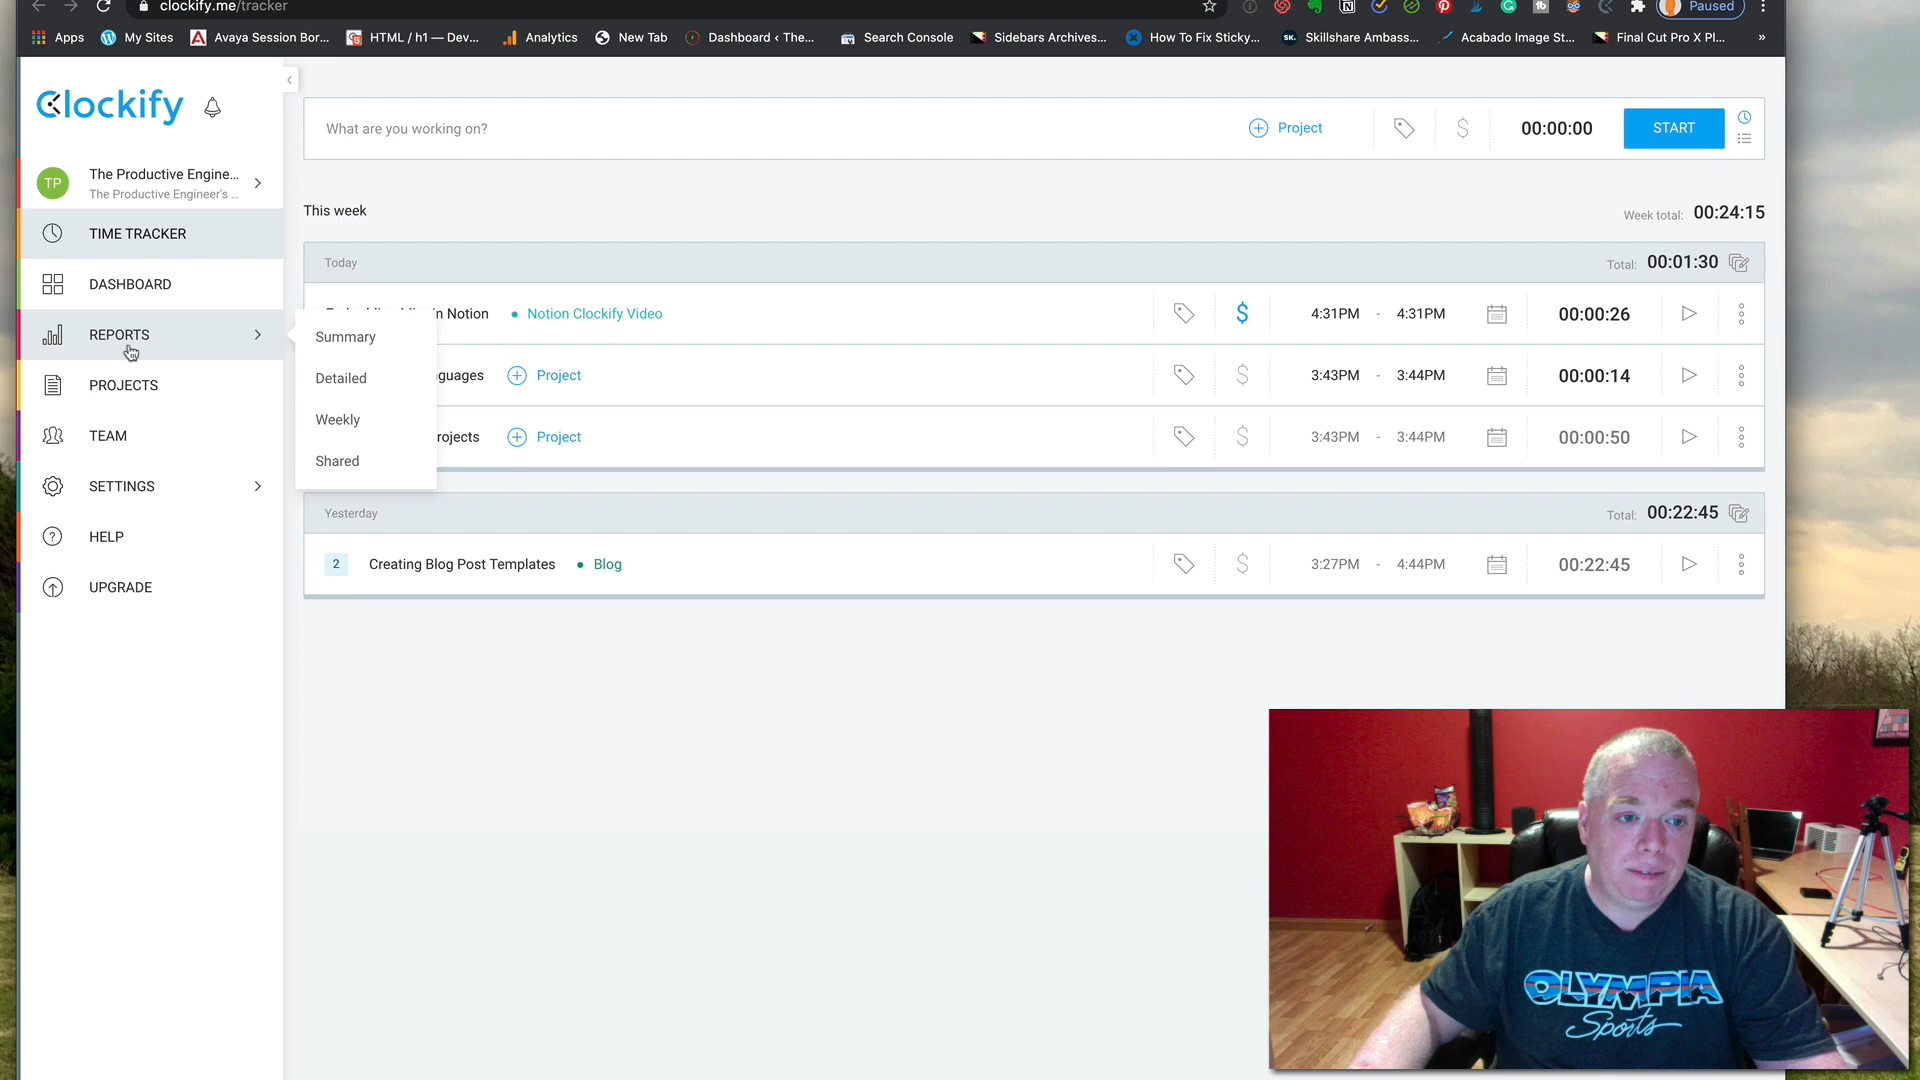 clockify.me/tracker
Paused
Apps
My Sites
Avaya Session Bor...
HTML / h1 — Dev...
Analytics
New Tab
Dashboard ‹ The...
Search Console
Sidebars Archives...
How To Fix Sticky...
SK.
Skillshare Ambass...
Acabado Image St...
Final Cut Pro X Pl...
»
Clockify
What are you working on?
Project
00:00:00
START
TP
The Productive Engine...
The Productive Engineer's ...
TIME TRACKER
DASHBOARD
REPORTS
PROJECTS
TEAM
SETTINGS
HELP
UPGRADE
Summary
Detailed
Weekly
Shared
This week
Week total: 00:24:15
Today
Total: 00:01:30
Notion
Notion Clockify Video
4:31PM - 4:31PM
00:00:26
guages
Project
3:43PM - 3:44PM
00:00:14
rojects
Project
3:43PM - 3:44PM
00:00:50
Yesterday
Total: 00:22:45
2
Creating Blog Post Templates
Blog
3:27PM - 4:44PM
00:22:45
OLYMPIA
Sports